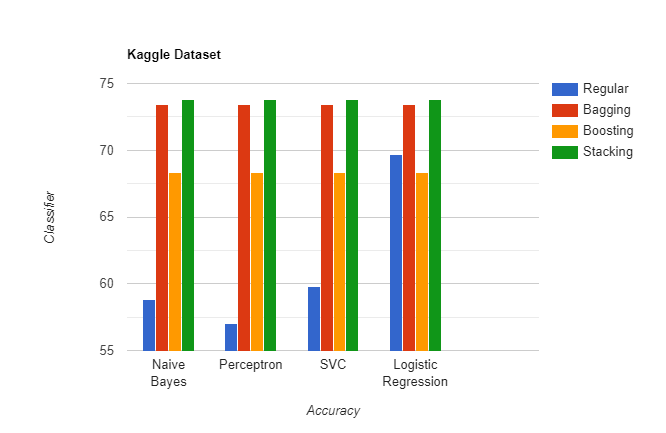 Kaggle Dataset
75
70
65
60
55
Classifier
Naive
Bayes
Perceptron
SVC
Logistic
Regression
Accuracy
Regular
Bagging
Boosting
Stacking